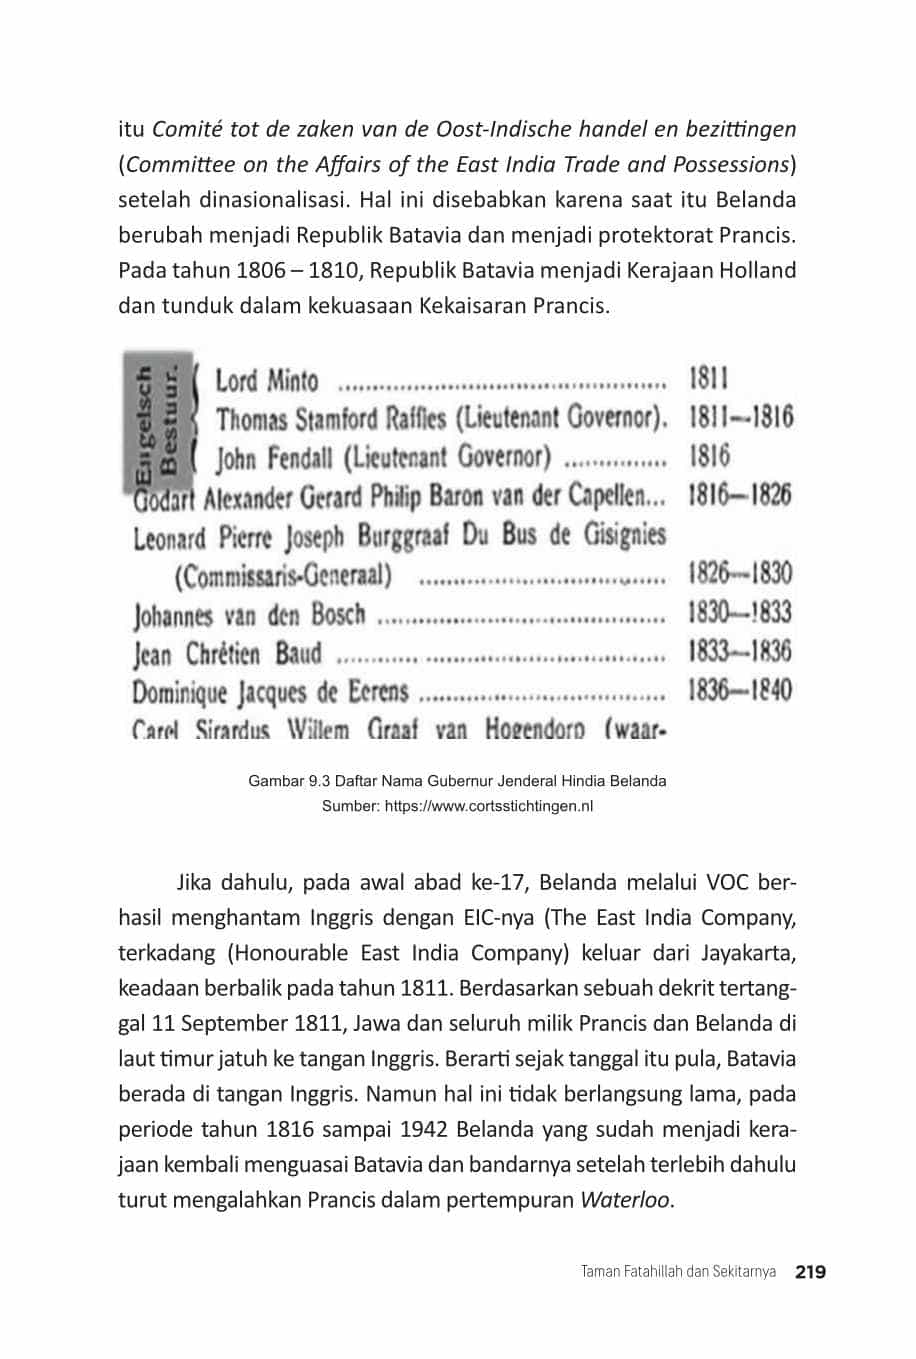 itu Comité tot de zaken van de Oost-Indische handel en bezittingen
(Committee on the Affairs of the East India Trade and Possessions)
setelah dinasionalisasi. Hal ini disebabkan karena saat itu Belanda
berubah menjadi Republik Batavia dan menjadi protektorat Prancis.
Pada tahun 1806 – 1810, Republik Batavia menjadi Kerajaan Holland
dan tunduk dalam kekuasaan Kekaisaran Prancis.
Engelsch
Bestuur.
Lord Minto ................................................ 1811
Thomas Stamford Raffles (Lieutenant Governor). 1811—1816
John Fendall (Lieutenant Governor) ............... 1816
Godart Alexander Gerard Philip Baron van der Capellen... 1816—1826
Leonard Pierre Joseph Burggraaf Du Bus de Gisignies
(Commissaris-Generaal) .................................... 1826—1830
Johannes van den Bosch .......................................... 1830—1833
Jean Chrétien Baud ................................................ 1833—1836
Dominique Jacques de Eerens .................................... 1836—1840
Carel Sirardus Willem Graaf van Hogendorp (waar-
Gambar 9.3 Daftar Nama Gubernur Jenderal Hindia Belanda
Sumber: https://www.cortsstichtingen.nl
Jika dahulu, pada awal abad ke-17, Belanda melalui VOC ber-
hasil menghantam Inggris dengan EIC-nya (The East India Company,
terkadang (Honourable East India Company) keluar dari Jayakarta,
keadaan berbalik pada tahun 1811. Berdasarkan sebuah dekrit tertang-
gal 11 September 1811, Jawa dan seluruh milik Prancis dan Belanda di
laut timur jatuh ke tangan Inggris. Berarti sejak tanggal itu pula, Batavia
berada di tangan Inggris. Namun hal ini tidak berlangsung lama, pada
periode tahun 1816 sampai 1942 Belanda yang sudah menjadi kera-
jaan kembali menguasai Batavia dan bandarnya setelah terlebih dahulu
turut mengalahkan Prancis dalam pertempuran Waterloo.
Taman Fatahillah dan Sekitarnya 219